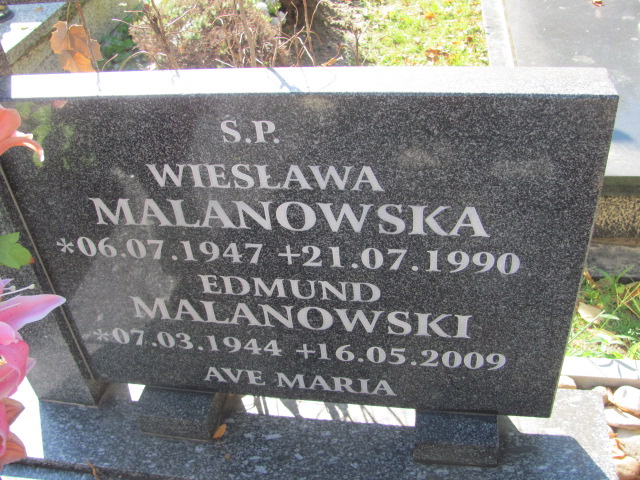 Ś.P.
WIESŁAWA
MALANOWSKA
*06.07.1947 +21.07.1990
EDMUND
MALANOWSKI
*07.03.1944 +16.05.2009
AVE MARIA